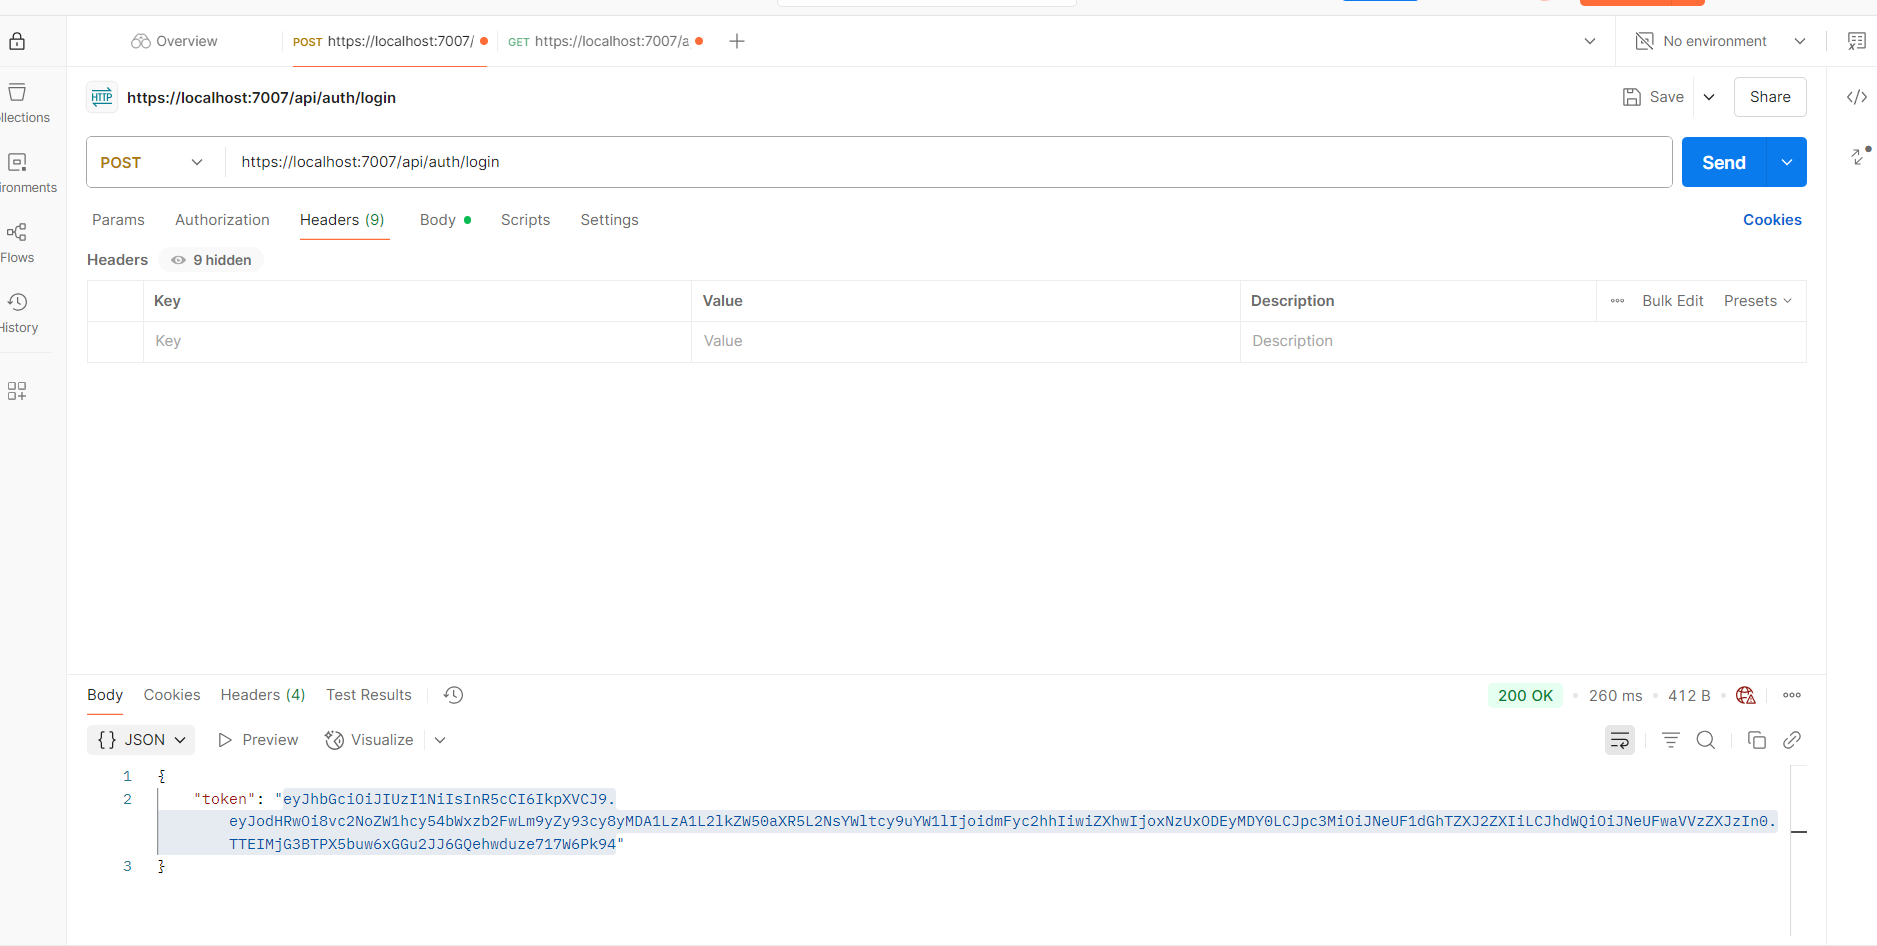 Overview
POST https://localhost:7007/
GET https://localhost:7007/a
No environment
https://localhost:7007/api/auth/login
Save
Share
llections
ironments
Flows
History
POST
https://localhost:7007/api/auth/login
Send
Params
Authorization
Headers (9)
Body
Scripts
Settings
Cookies
Headers
9 hidden
Key
Value
Description
Bulk Edit
Presets
Key
Value
Description
Body
Cookies
Headers (4)
Test Results
200 OK
260 ms
412 B
{} JSON
Preview
Visualize
1 {
2 "token": "eyJhbGciOiJIUzI1NiIsInR5cCI6IkpXVCJ9.
eyJodHRwOi8vc2NoZW1hcy54bWxzb2FwLm9yZy93cy8yMDA1LzA1L2lkZW50aXR5L2NsYWltcy9uYW1lIjoidmFyc2hhIiwiZXhwIjoxNzUxODEyMDY0LCJpc3MiOiJNeUF1dGhTZXJ2ZXIiLCJhdWQiOiJNeUFwaVVzZXJzIn0.
TTEIMjG3BTPX5buw6xGGu2JJ6GQehwduze717W6Pk94"
3 }